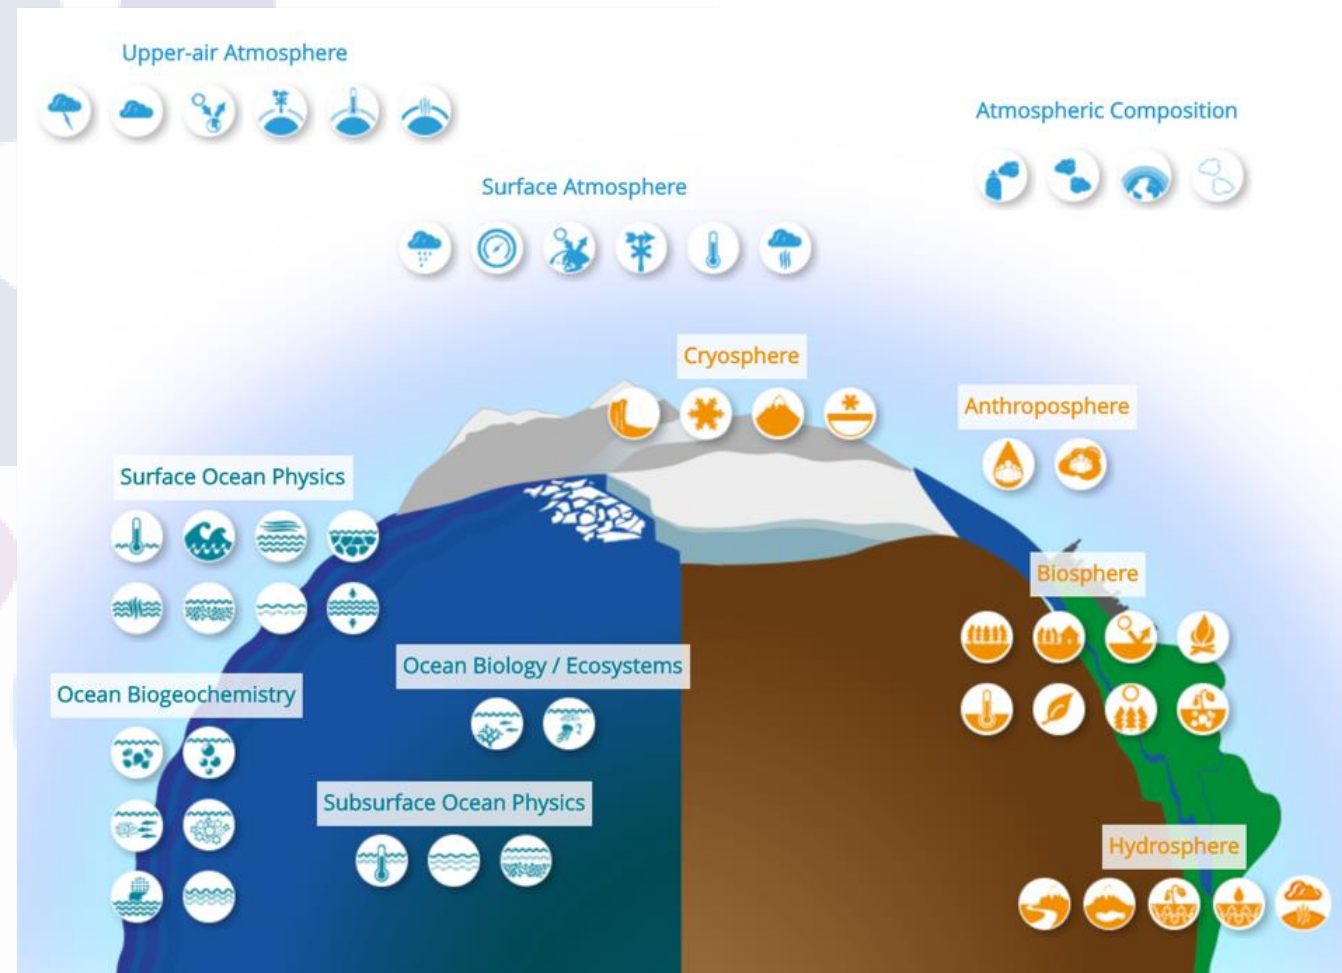 Upper-air Atmosphere
Atmospheric Composition
Surface Atmosphere
Cryosphere
Anthroposphere
Surface Ocean Physics
Biosphere
Ocean Biology / Ecosystems
Ocean Biogeochemistry
Subsurface Ocean Physics
Hydrosphere